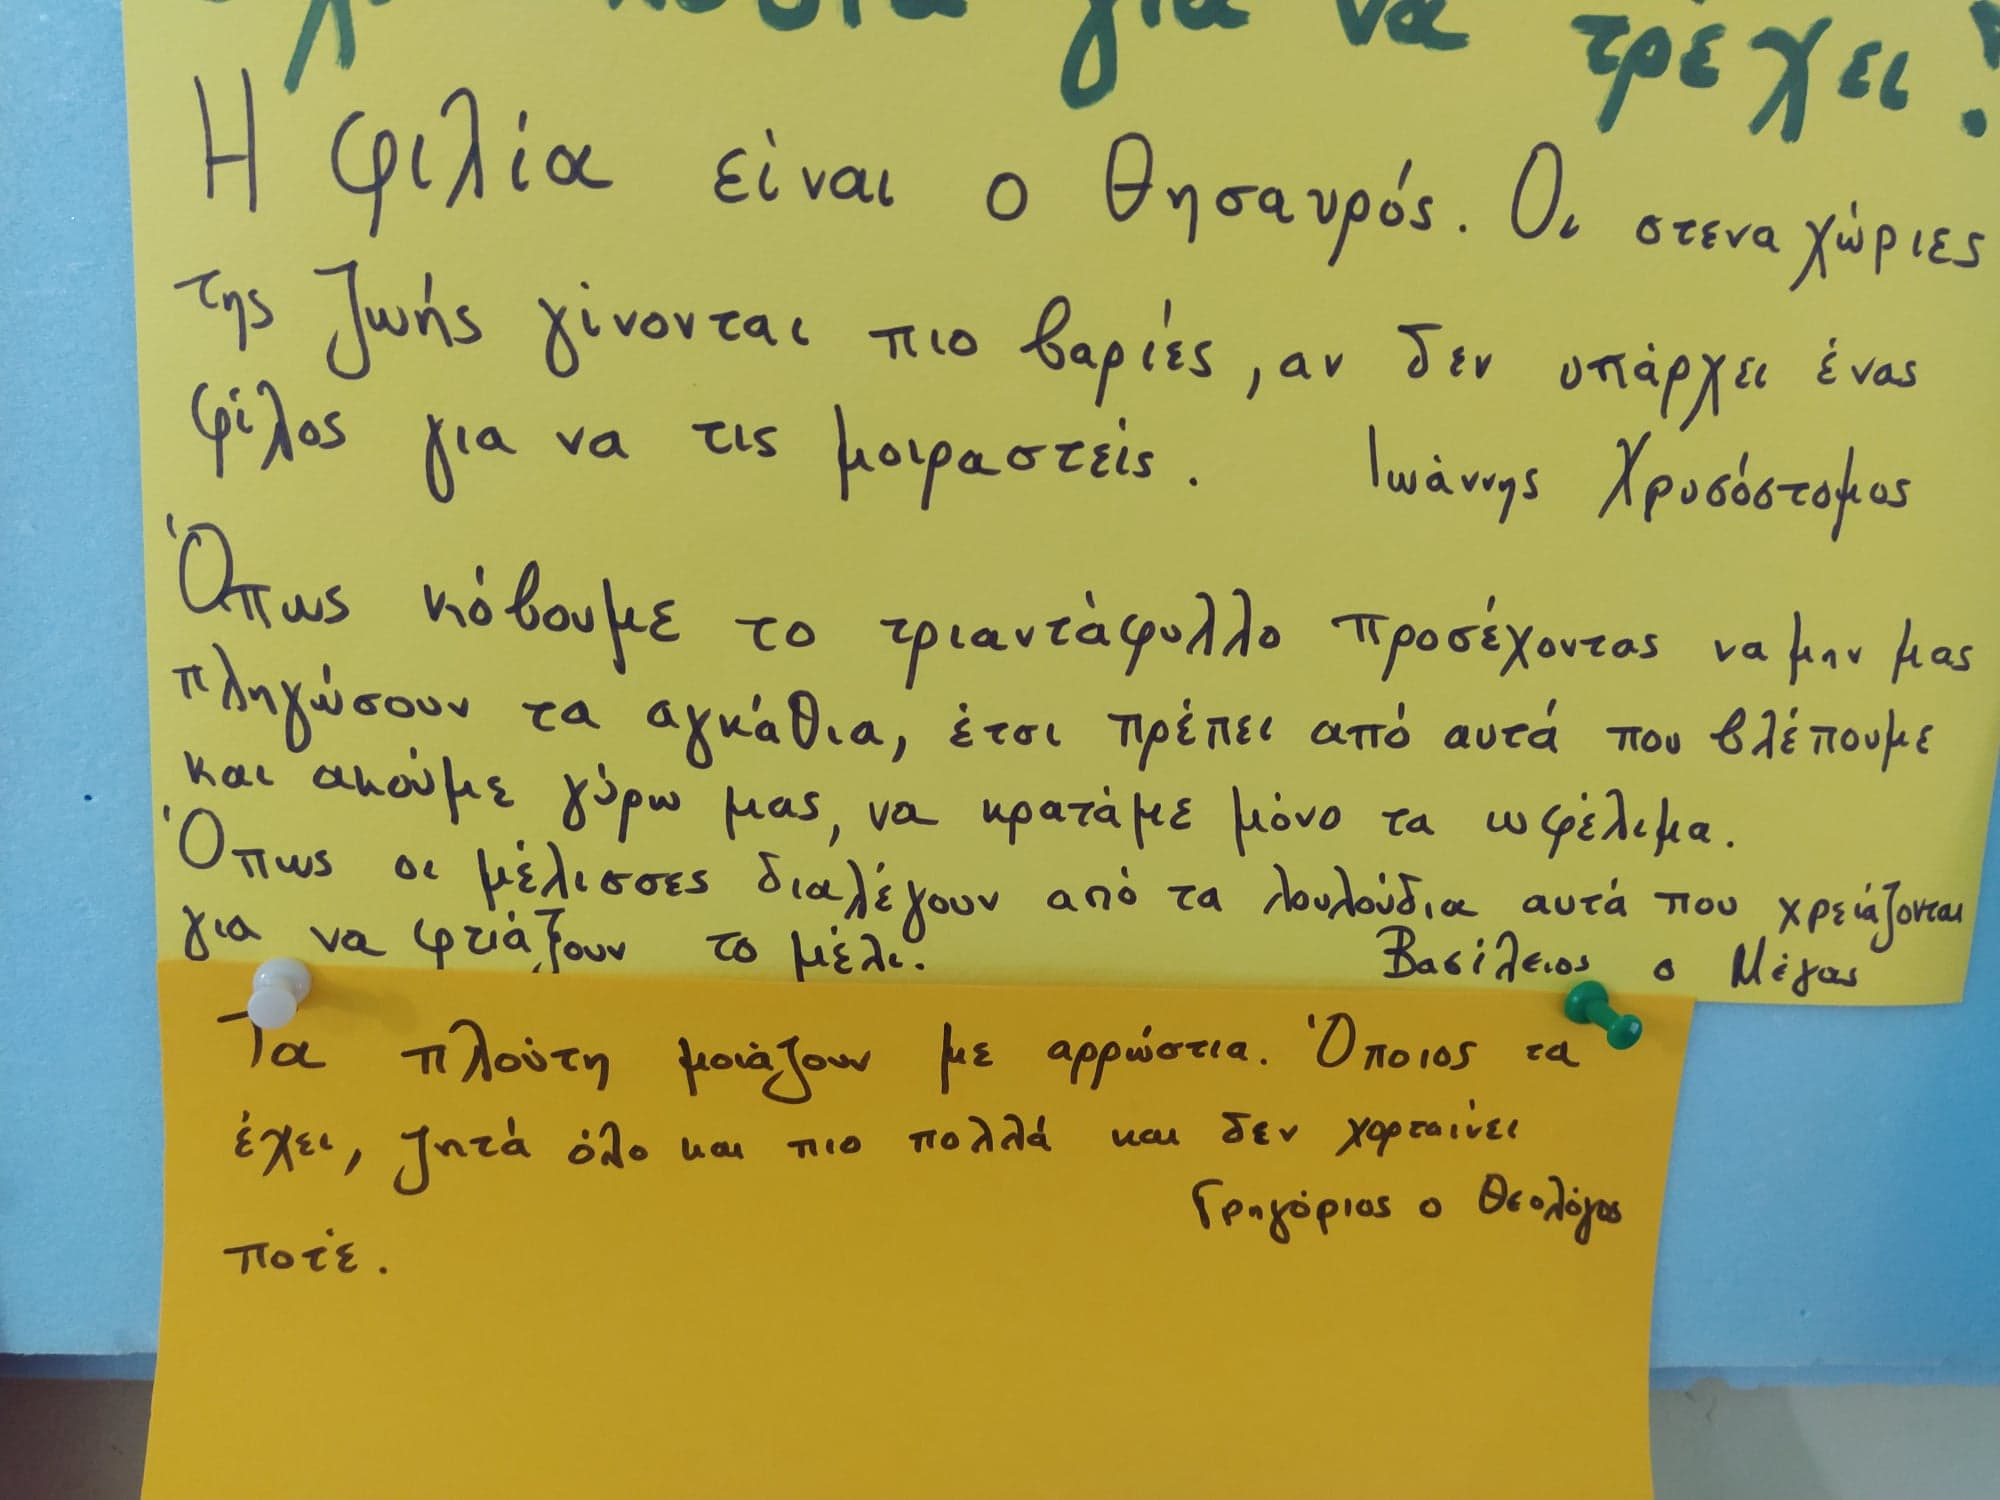 για να τρέχει!
Η φιλία είναι ο θησαυρός. Οι στεναχώριες
της ζωής γίνονται πιο βαριές, αν δεν υπάρχει ένας
φίλος για να τις μοιραστείς. Ιωάννης Χρυσόστομος
Όπως κόβουμε το τριαντάφυλλο προσέχοντας να μην μας
πληγώσουν τα αγκάθια, έτσι πρέπει από αυτά που βλέπουμε
και ακούμε γύρω μας, να κρατάμε μόνο τα ωφέλιμα.
Όπως οι μέλισσες διαλέγουν από τα λουλούδια αυτά που χρειάζονται
για να φτιάξουν το μέλι. Βασίλειος ο Μέγας
Τα πλούτη μοιάζουν με αρρώστια. Όποιος τα
έχει, ζητά όλο και πιο πολλά και δεν χορταίνει
Γρηγόριος ο Θεολόγος
ποτέ.